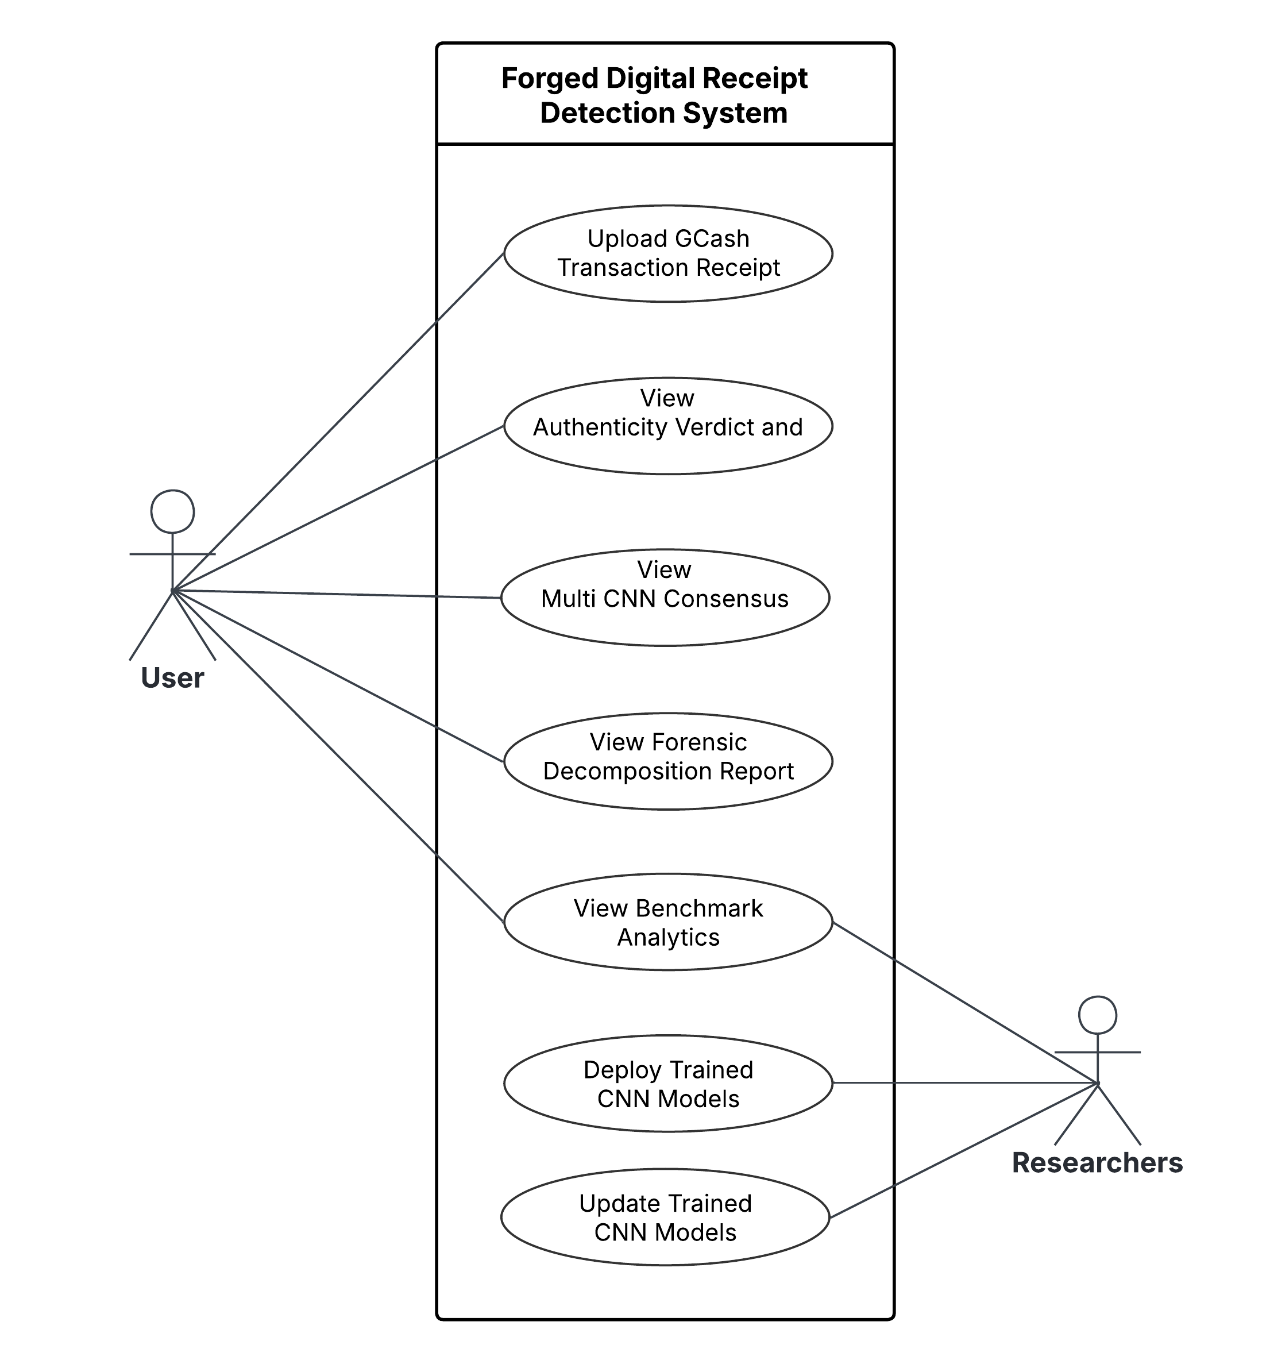 Forged Digital Receipt
Detection System
Upload GCash
Transaction Receipt
View
Authenticity Verdict and
View
Multi CNN Consensus
User
View Forensic
Decomposition Report
View Benchmark
Analytics
Deploy Trained
CNN Models
Researchers
Update Trained
CNN Models